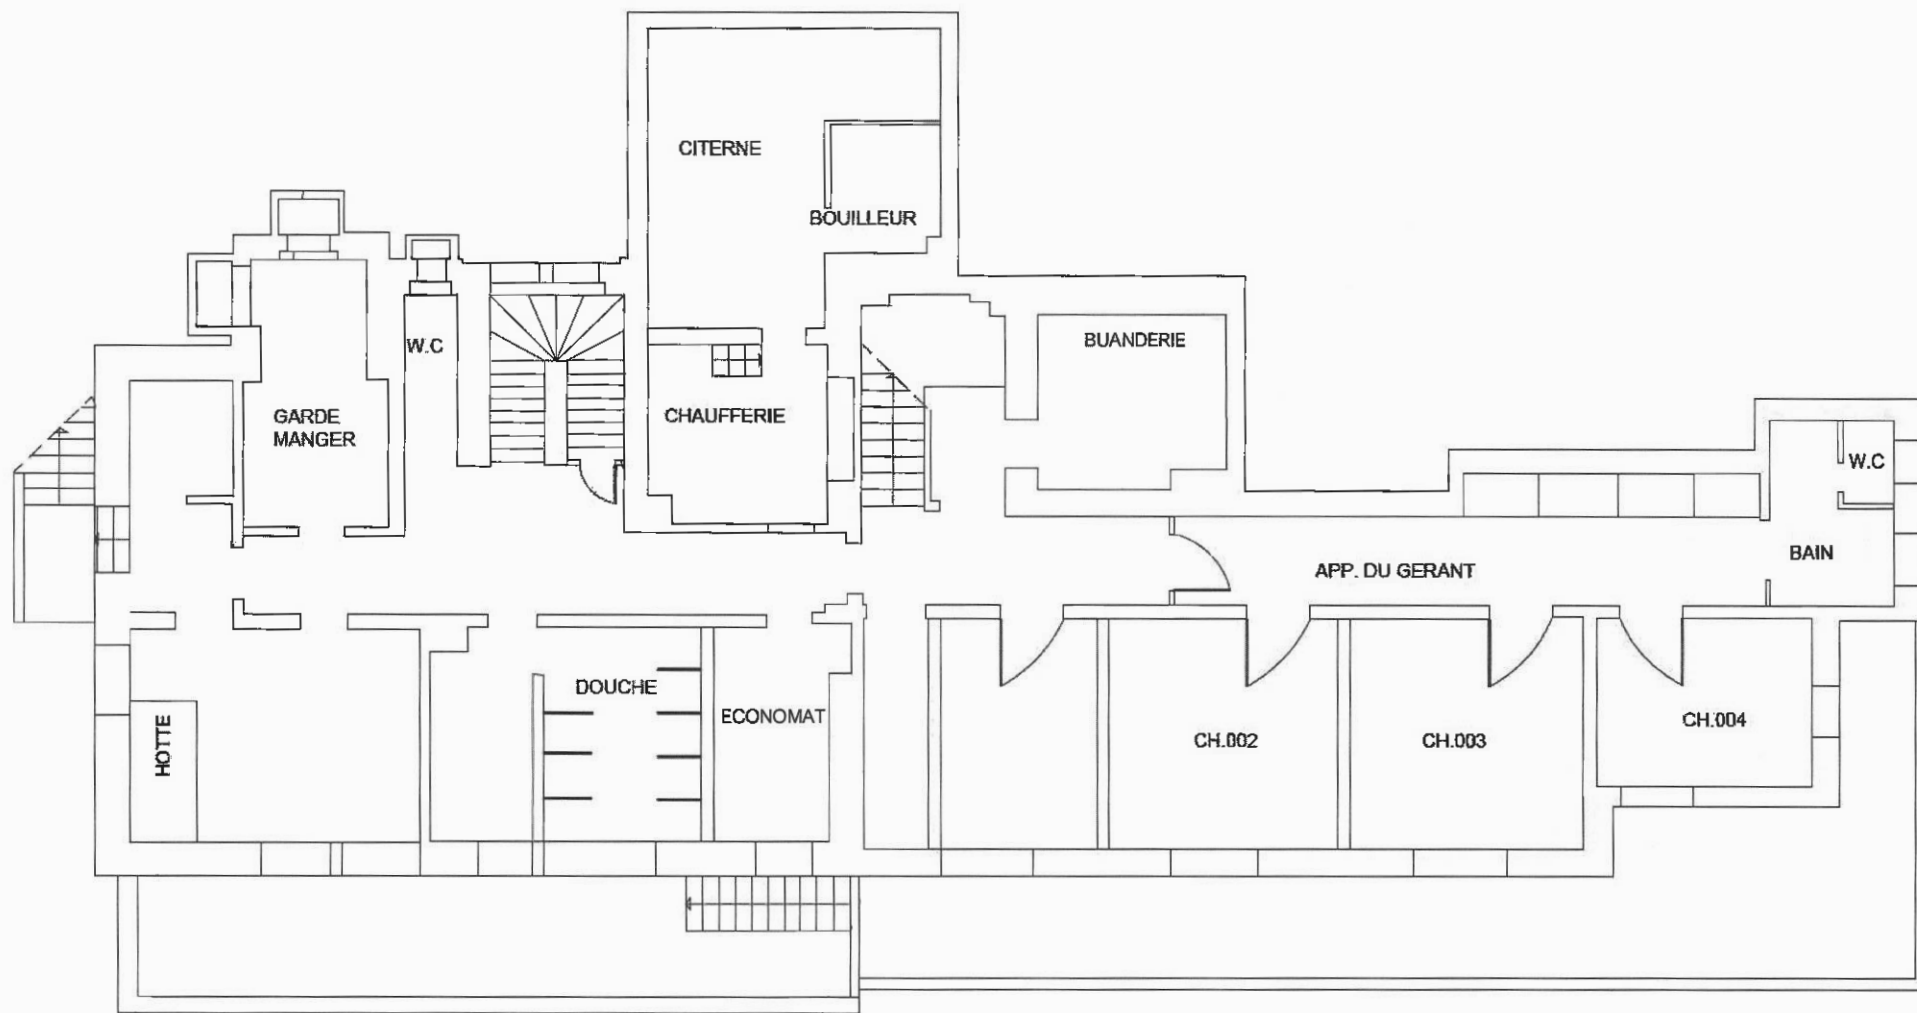 CITERNE
BOUILLEUR
W.C
BUANDERIE
GARDE
MANGER
CHAUFFERIE
W.C
BAIN
APP. DU GERANT
DOUCHE
ECONOMAT
HOTTE
CH.002
CH.003
CH.004